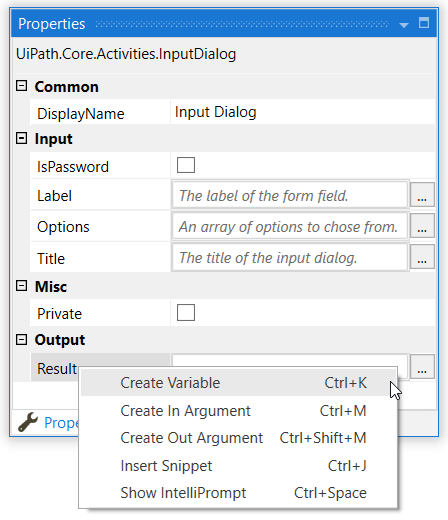 Properties
UiPath.Core.Activities.InputDialog
Common
DisplayName Input Dialog
Input
IsPassword
Label The label of the form field. ...
Options An array of options to chose from. ...
Title The title of the input dialog. ...
Misc
Private
Output
Result ...
Create Variable Ctrl+K
Prope
Create In Argument Ctrl+M
Create Out Argument Ctrl+Shift+M
Insert Snippet Ctrl+J
Show IntelliPrompt Ctrl+Space